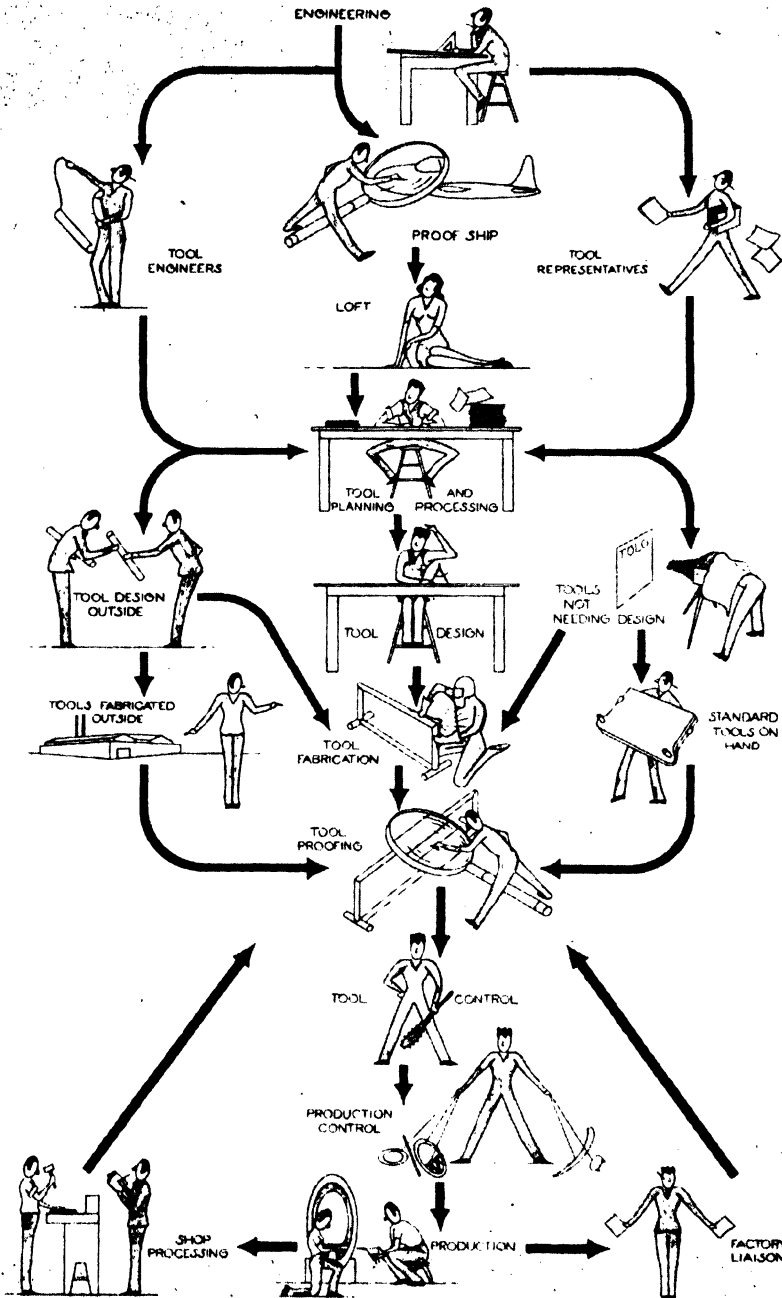 ENGINEERING
TOOL
ENGINEERS
PROOF SHIP
TOOL
REPRESENTATIVES
LOFT
TOOL AND
PLANNING PROCESSING
TOOL DESIGN
OUTSIDE
TOOL DESIGN
TOLO
TOOLS
NOT
NEEDING DESIGN
TOOLS FABRICATED
OUTSIDE
TOOL
FABRICATION
STANDARD
TOOLS ON
HAND
TOOL
PROOFING
TOOL CONTROL
PRODUCTION
CONTROL
SHOP
PROCESSING
PRODUCTION
FACTORY
LIAISON